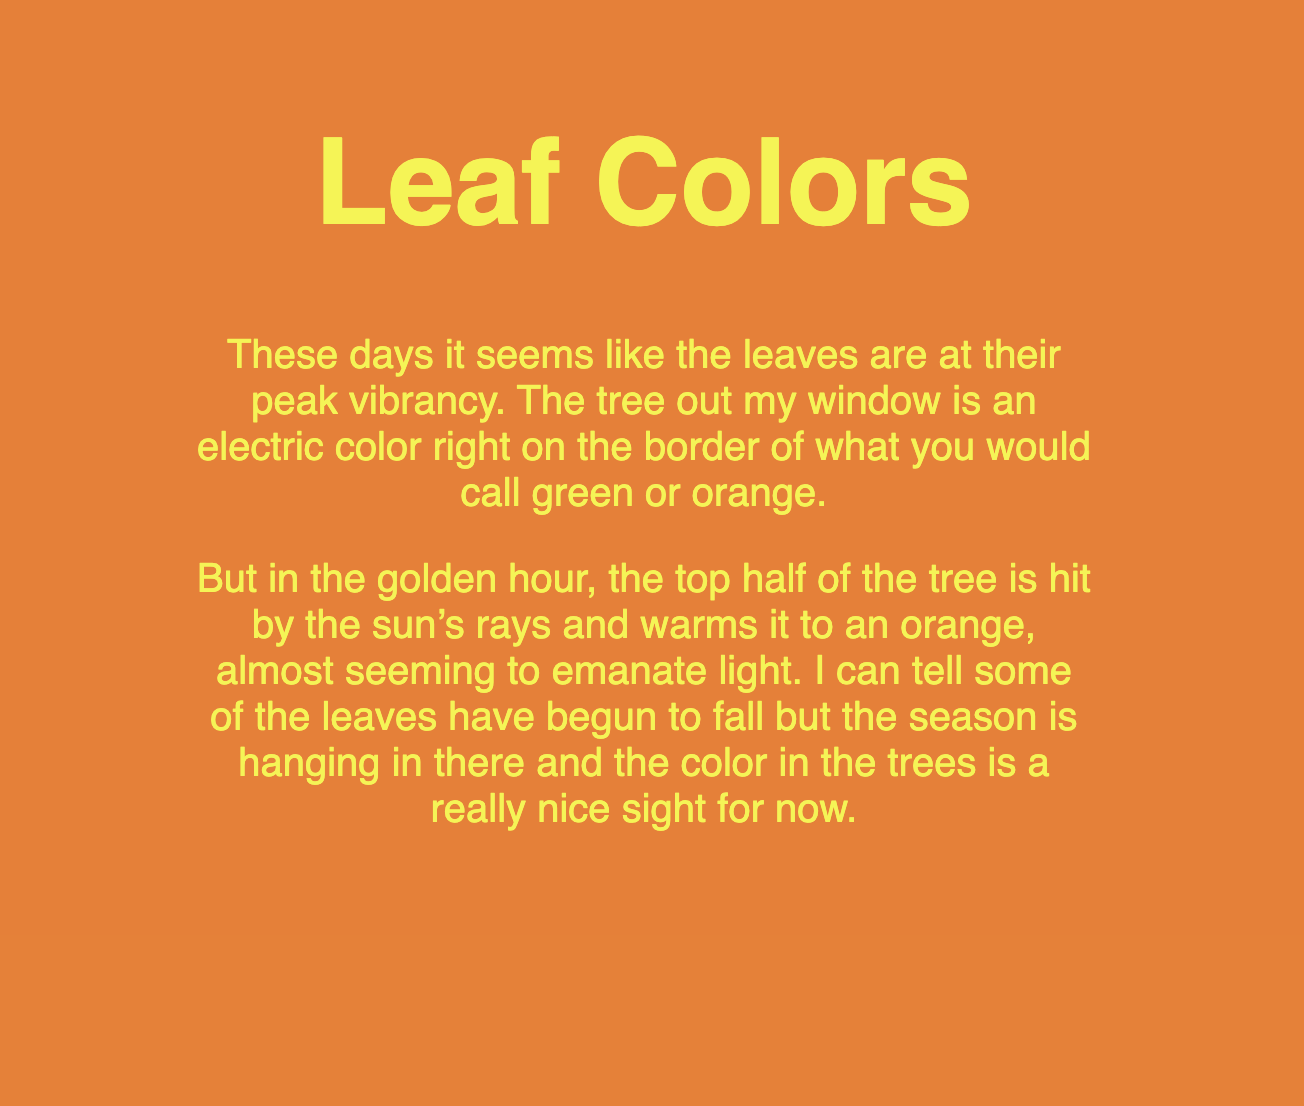 Leaf Colors
These days it seems like the leaves are at their
peak vibrancy. The tree out my window is an
electric color right on the border of what you would
call green or orange.
But in the golden hour, the top half of the tree is hit
by the sun’s rays and warms it to an orange,
almost seeming to emanate light. I can tell some
of the leaves have begun to fall but the season is
hanging in there and the color in the trees is a
really nice sight for now.